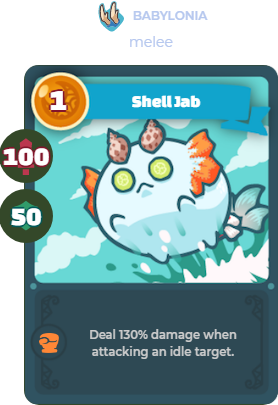 BABYLONIA
melee
1
Shell Jab
100
50
Deal 130% damage when
attacking an idle target.